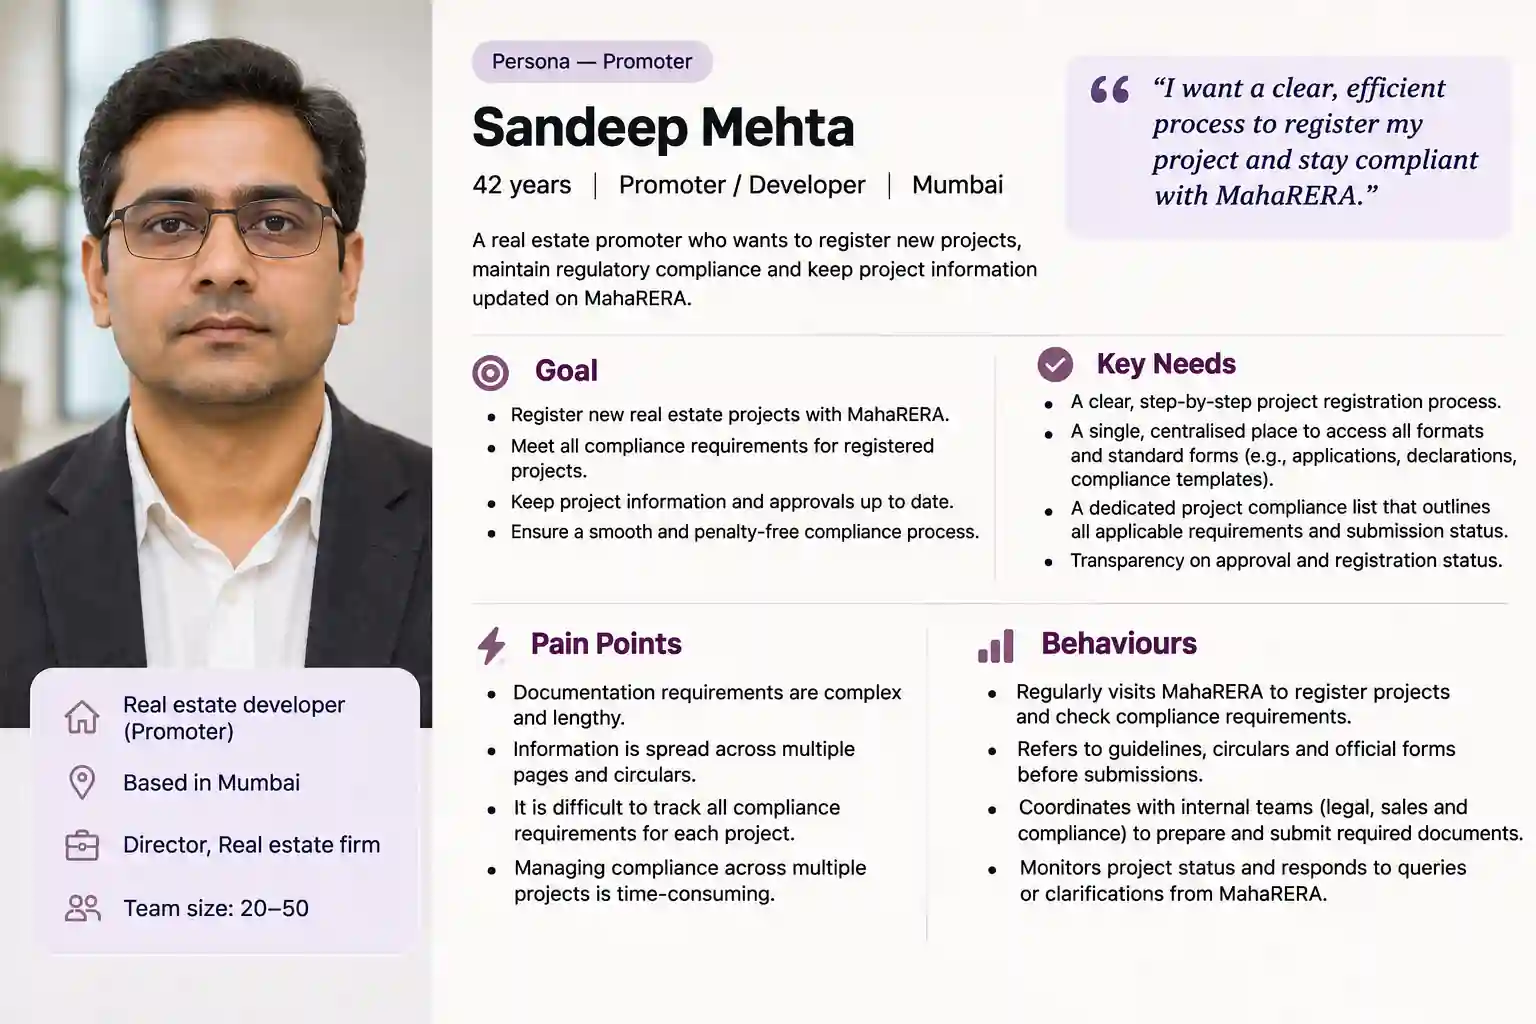 Persona — Promoter
Sandeep Mehta
42 years | Promoter / Developer | Mumbai
A real estate promoter who wants to register new projects,
maintain regulatory compliance and keep project information
updated on MahaRERA.
“I want a clear, efficient
process to register my
project and stay compliant
with MahaRERA.”
Goal
• Register new real estate projects with MahaRERA.
• Meet all compliance requirements for registered
projects.
• Keep project information and approvals up to date.
• Ensure a smooth and penalty-free compliance process.
Key Needs
• A clear, step-by-step project registration process.
• A single, centralised place to access all formats
and standard forms (e.g., applications, declarations,
compliance templates).
• A dedicated project compliance list that outlines
all applicable requirements and submission status.
• Transparency on approval and registration status.
Pain Points
• Documentation requirements are complex
and lengthy.
• Information is spread across multiple
pages and circulars.
• It is difficult to track all compliance
requirements for each project.
• Managing compliance across multiple
projects is time-consuming.
Behaviours
• Regularly visits MahaRERA to register projects
and check compliance requirements.
• Refers to guidelines, circulars and official forms
before submissions.
• Coordinates with internal teams (legal, sales and
compliance) to prepare and submit required documents.
• Monitors project status and responds to queries
or clarifications from MahaRERA.
Real estate developer
(Promoter)
Based in Mumbai
Director, Real estate firm
Team size: 20–50